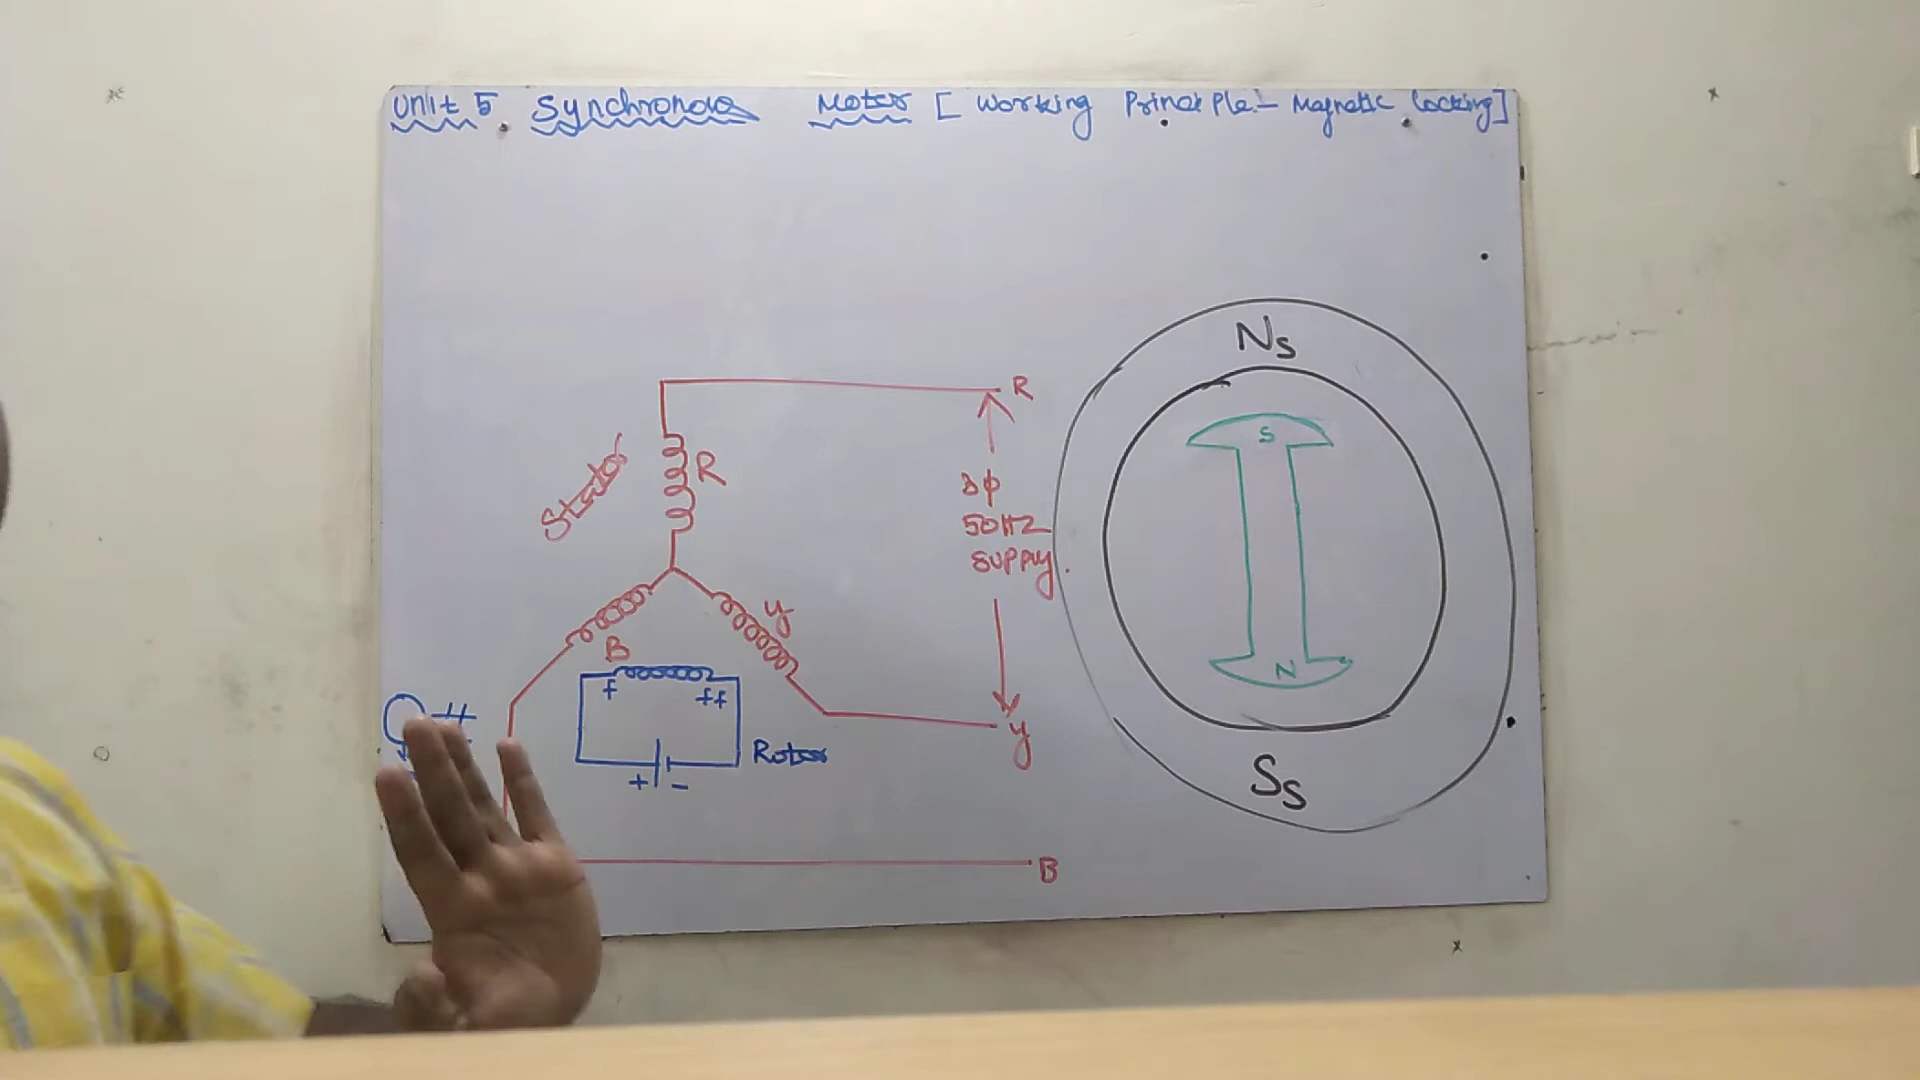 Unit 5 Synchronous Motor [ Working Principle - Magnetic locking ]
Ns
R
S
Stator
R
3φ
50HZ
supply.
y
B
N
f
ff
Rotor
y
+ -
Ss
B